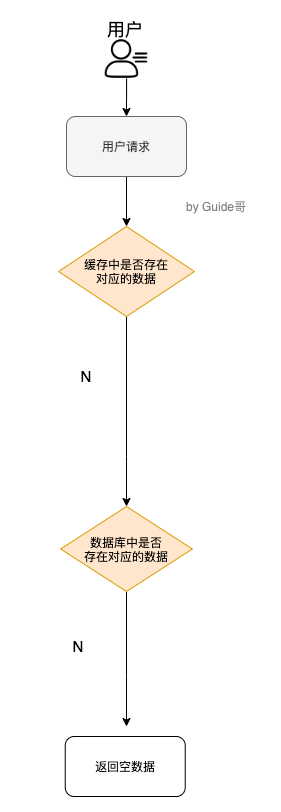 用户
用户请求
by Guide哥
缓存中是否存在
对应的数据
N
数据库中是否
存在对应的数据
N
返回空数据